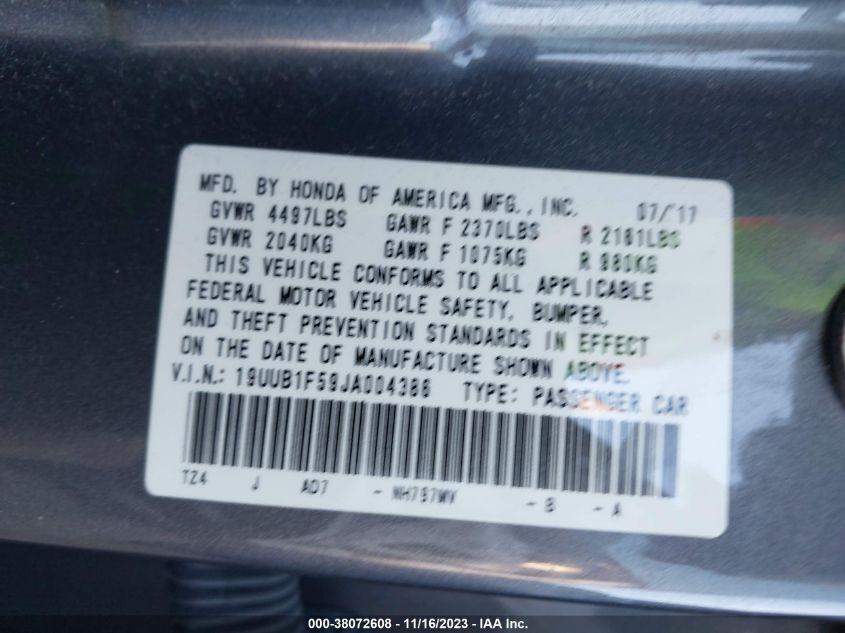 MFD. BY HONDA OF AMERICA MFG., INC. 07/'17
GVWR 4497LBS GAWR F 2370LBS R 2161LBS
GVWR 2040KG GAWR F 1075KG R 980KG
THIS VEHICLE CONFORMS TO ALL APPLICABLE
FEDERAL MOTOR VEHICLE SAFETY, BUMPER,
AND THEFT PREVENTION STANDARDS IN EFFECT
ON THE DATE OF MANUFACTURE SHOWN ABOVE.
V.I.N.: 19UUB1F59JA004386 TYPE: PASSENGER CAR
TZ4 J AD7 - NH797MX - B - A
000-38072608 - 11/16/2023 - IAA Inc.